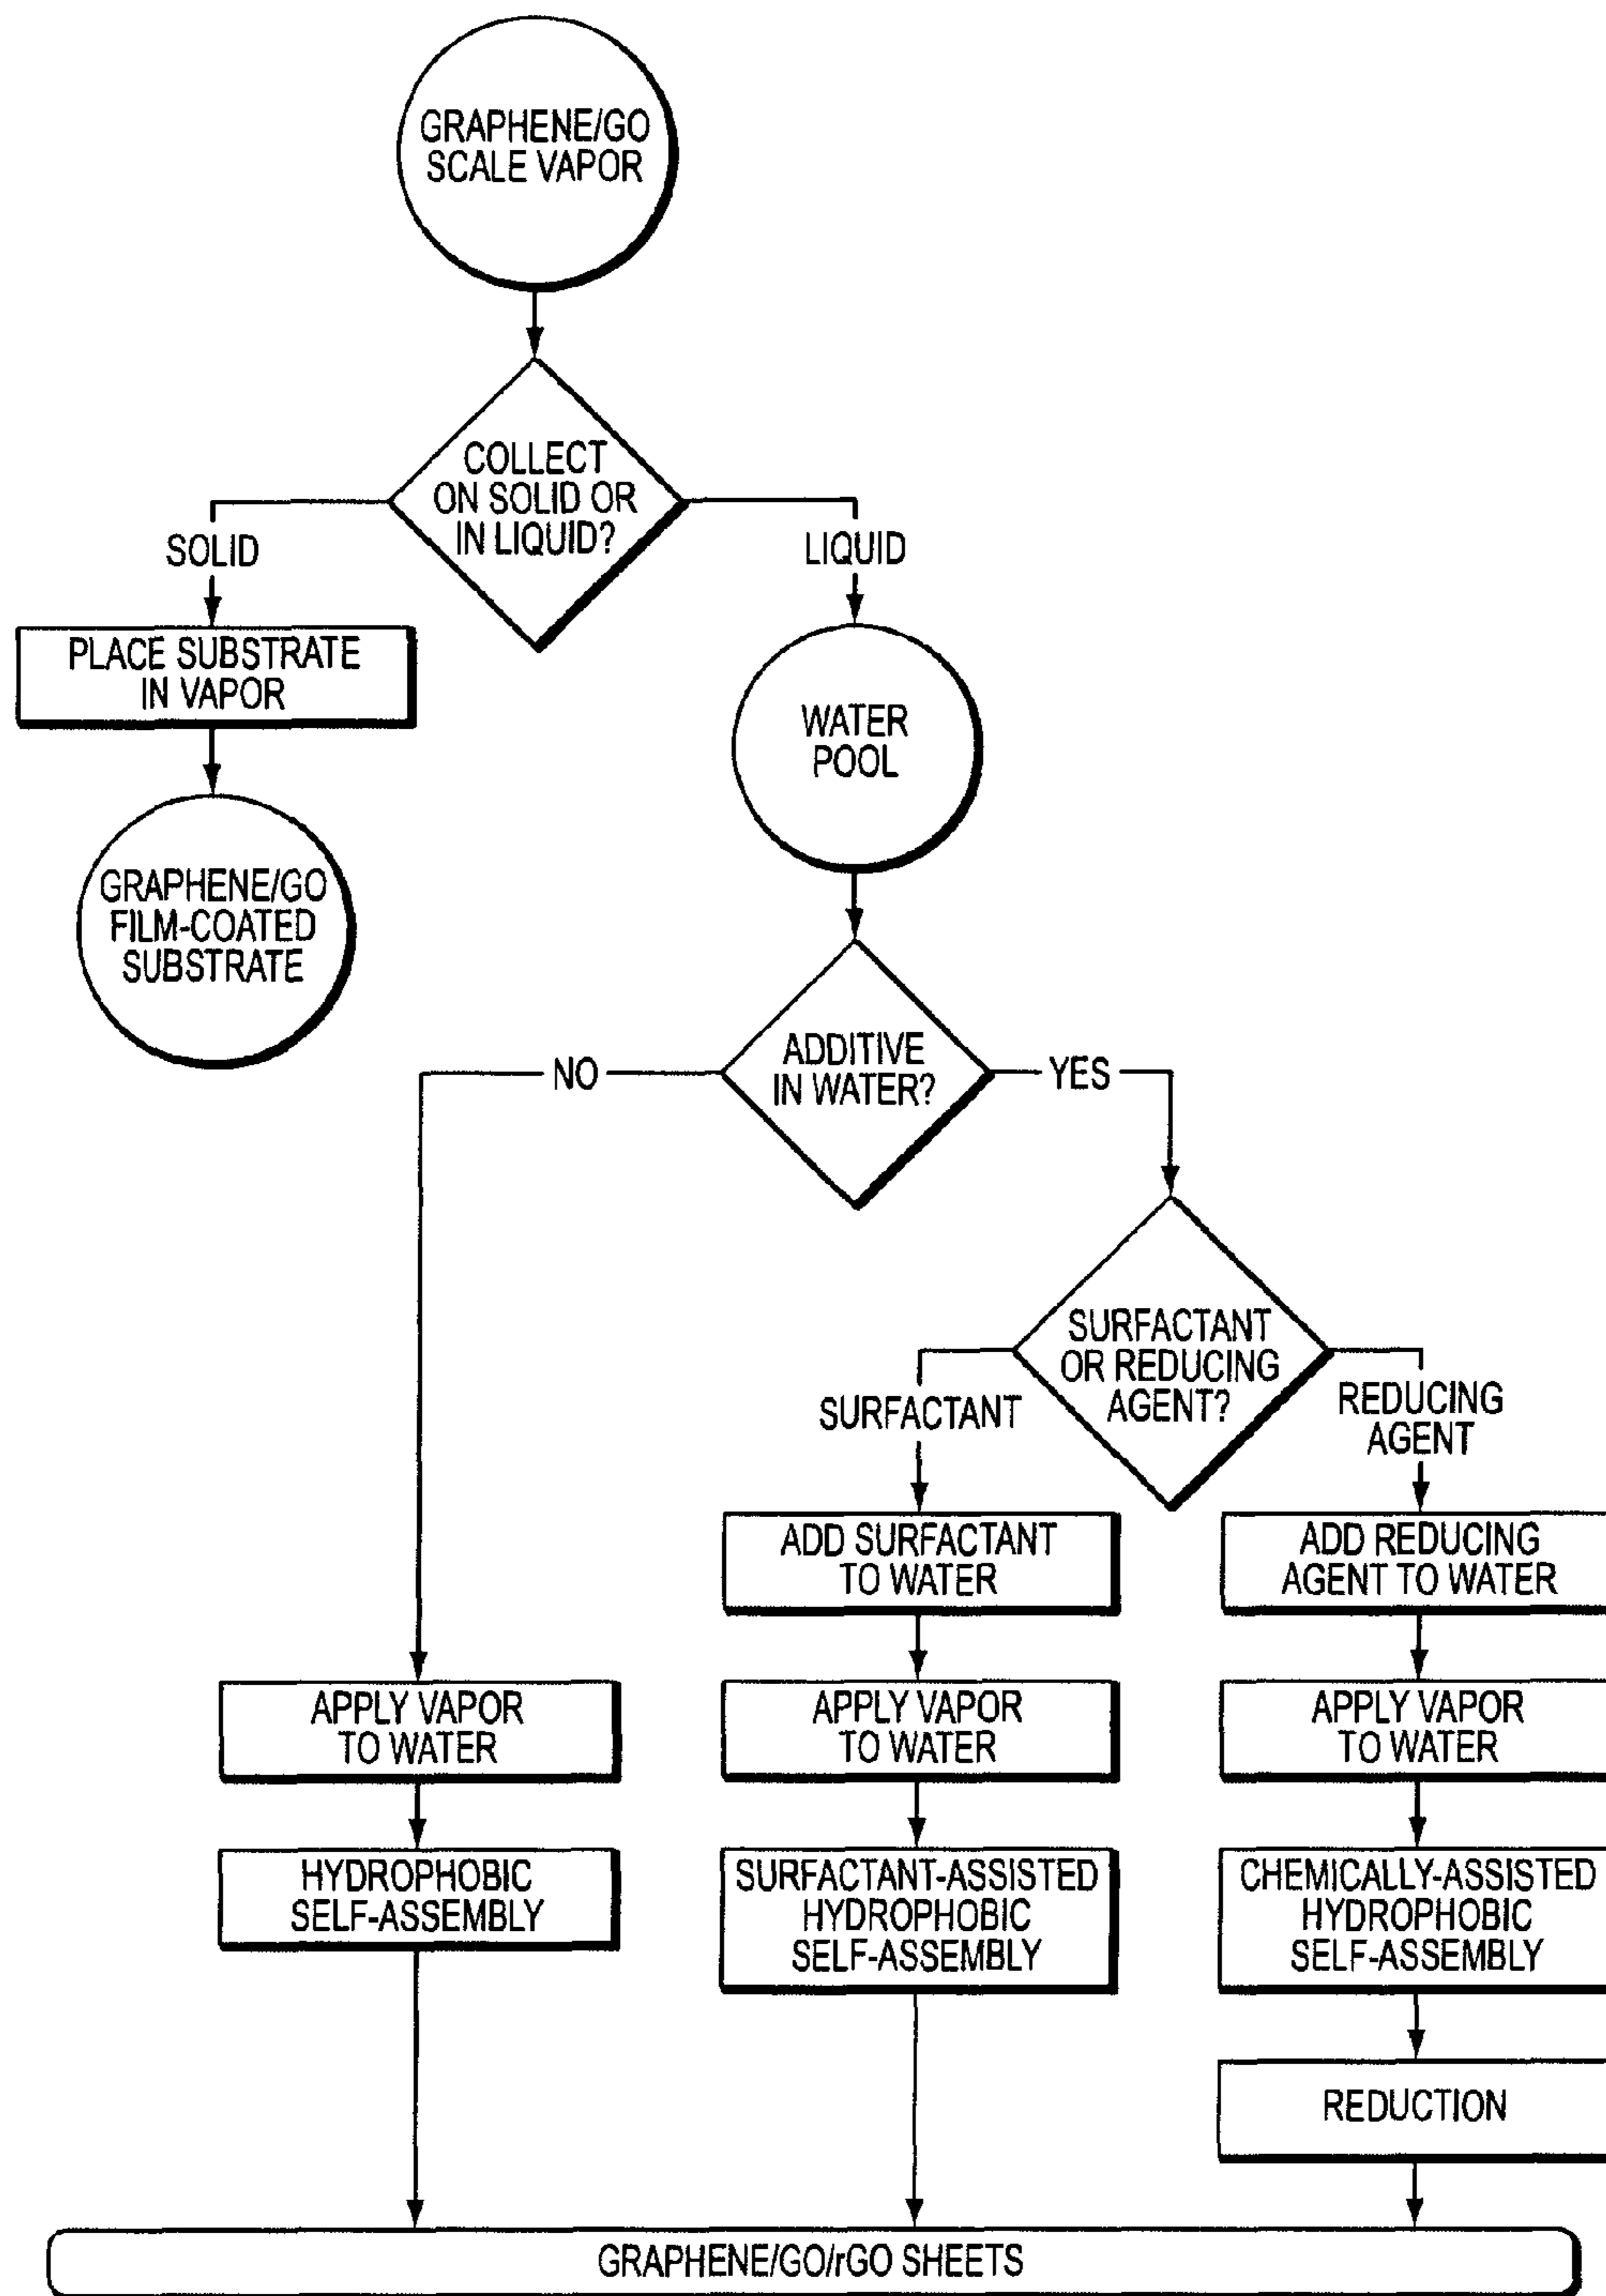 GRAPHENE/GO
SCALE VAPOR
COLLECT
ON SOLID OR
IN LIQUID?
SOLID
LIQUID
PLACE SUBSTRATE
IN VAPOR
WATER
POOL
GRAPHENE/GO
FILM-COATED
SUBSTRATE
ADDITIVE
IN WATER?
NO
YES
SURFACTANT
OR REDUCING
AGENT?
SURFACTANT
REDUCING
AGENT
ADD SURFACTANT
TO WATER
ADD REDUCING
AGENT TO WATER
APPLY VAPOR
TO WATER
APPLY VAPOR
TO WATER
APPLY VAPOR
TO WATER
HYDROPHOBIC
SELF-ASSEMBLY
SURFACTANT-ASSISTED
HYDROPHOBIC
SELF-ASSEMBLY
CHEMICALLY-ASSISTED
HYDROPHOBIC
SELF-ASSEMBLY
REDUCTION
GRAPHENE/GO/rGO SHEETS